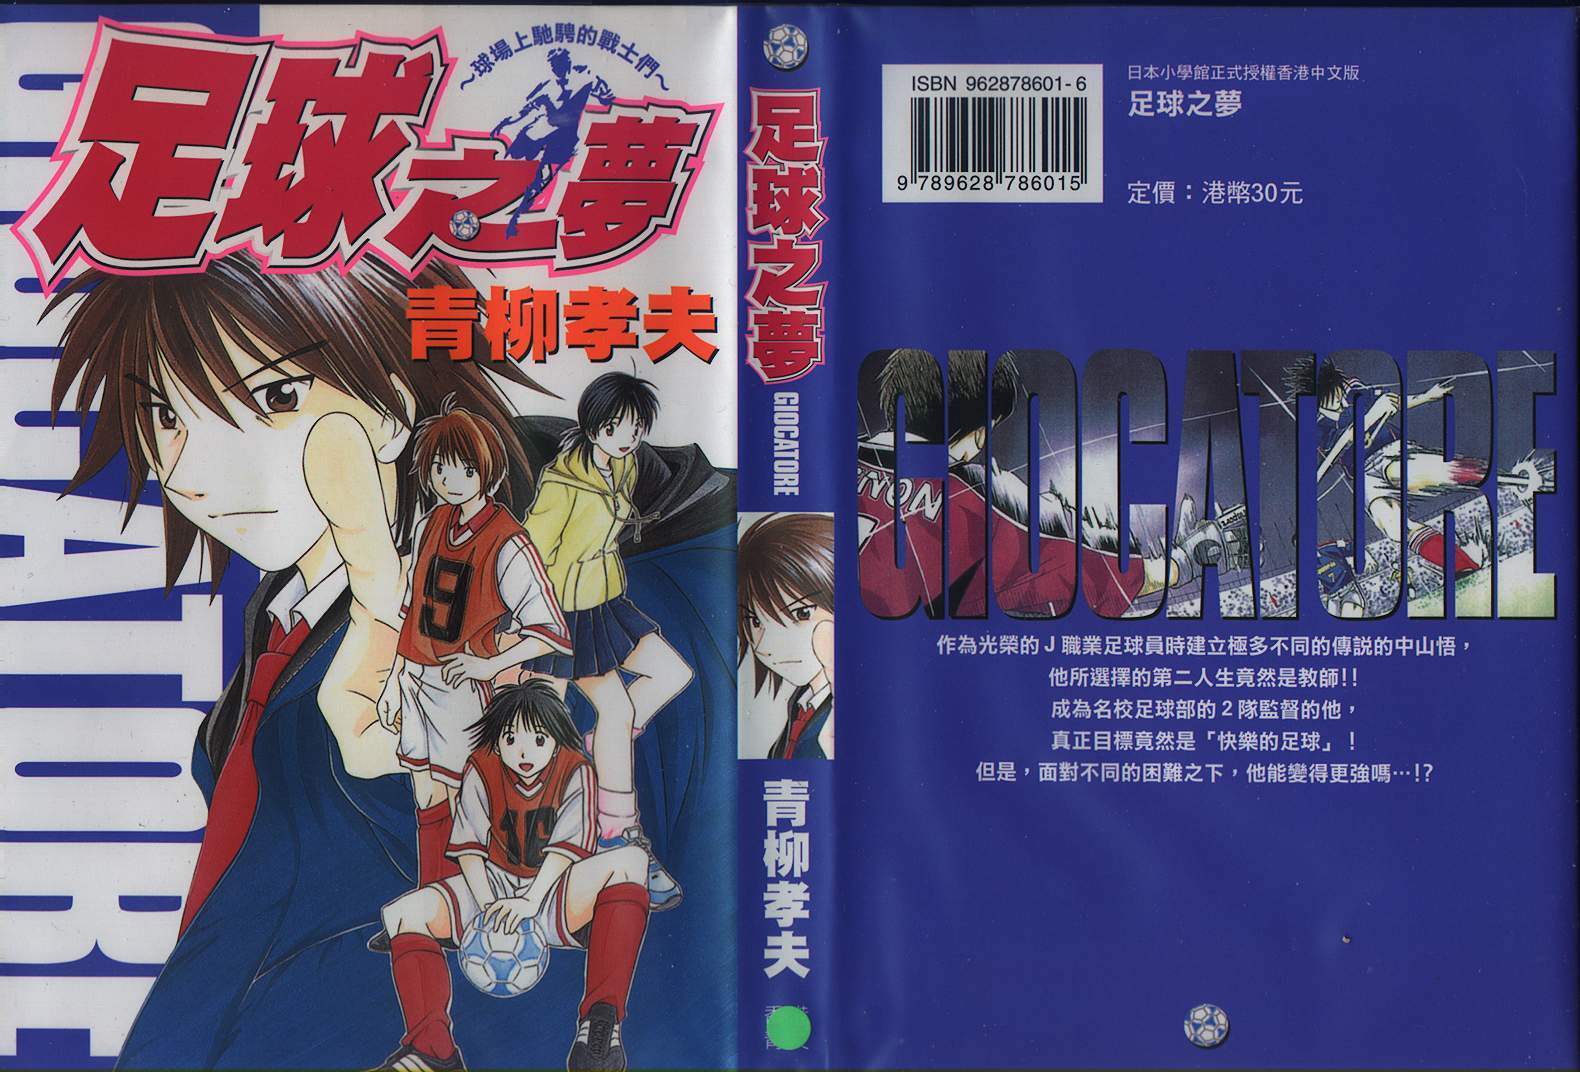 ～球場上馳騁的戰士們～
足球之夢
青柳孝夫
GIOCATORE
9
10
足球之夢
GIOCATORE
青柳孝夫
ISBN 962878601-6
9 789628 786015
日本小學館正式授權香港中文版
足球之夢
定價：港幣30元
GIOCATORE
作為光榮的J職業足球員時建立極多不同的傳說的中山悟，
他所選擇的第二人生竟然是教師!!
成為名校足球部的2隊監督的他，
真正目標竟然是「快樂的足球」！
但是，面對不同的困難之下，他能變得更強嗎…!?